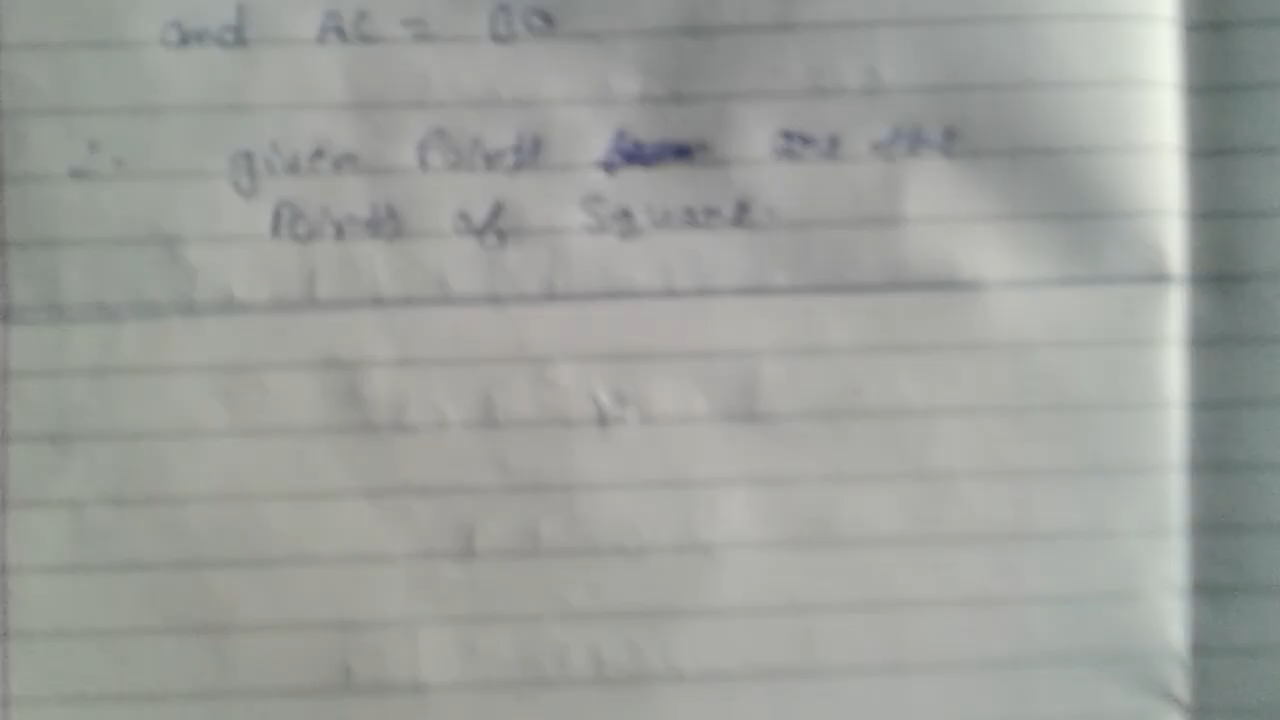 and AC = BD
∴ given Points are the
Points of Square.